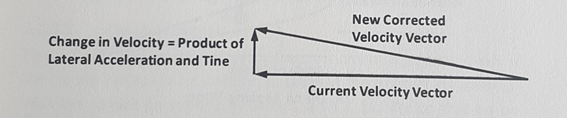 New Corrected
Velocity Vector
Change in Velocity = Product of
Lateral Acceleration and Tine
Current Velocity Vector